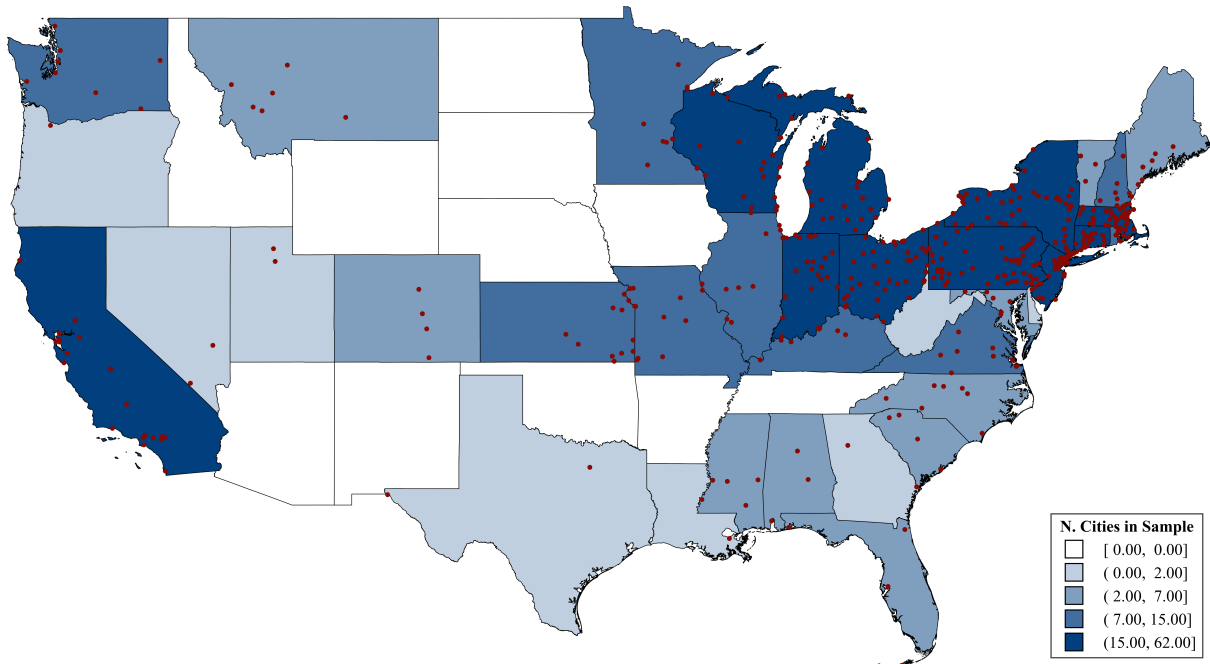 N. Cities in Sample
[ 0.00,  0.00]
( 0.00,  2.00]
( 2.00,  7.00]
( 7.00, 15.00]
(15.00, 62.00]